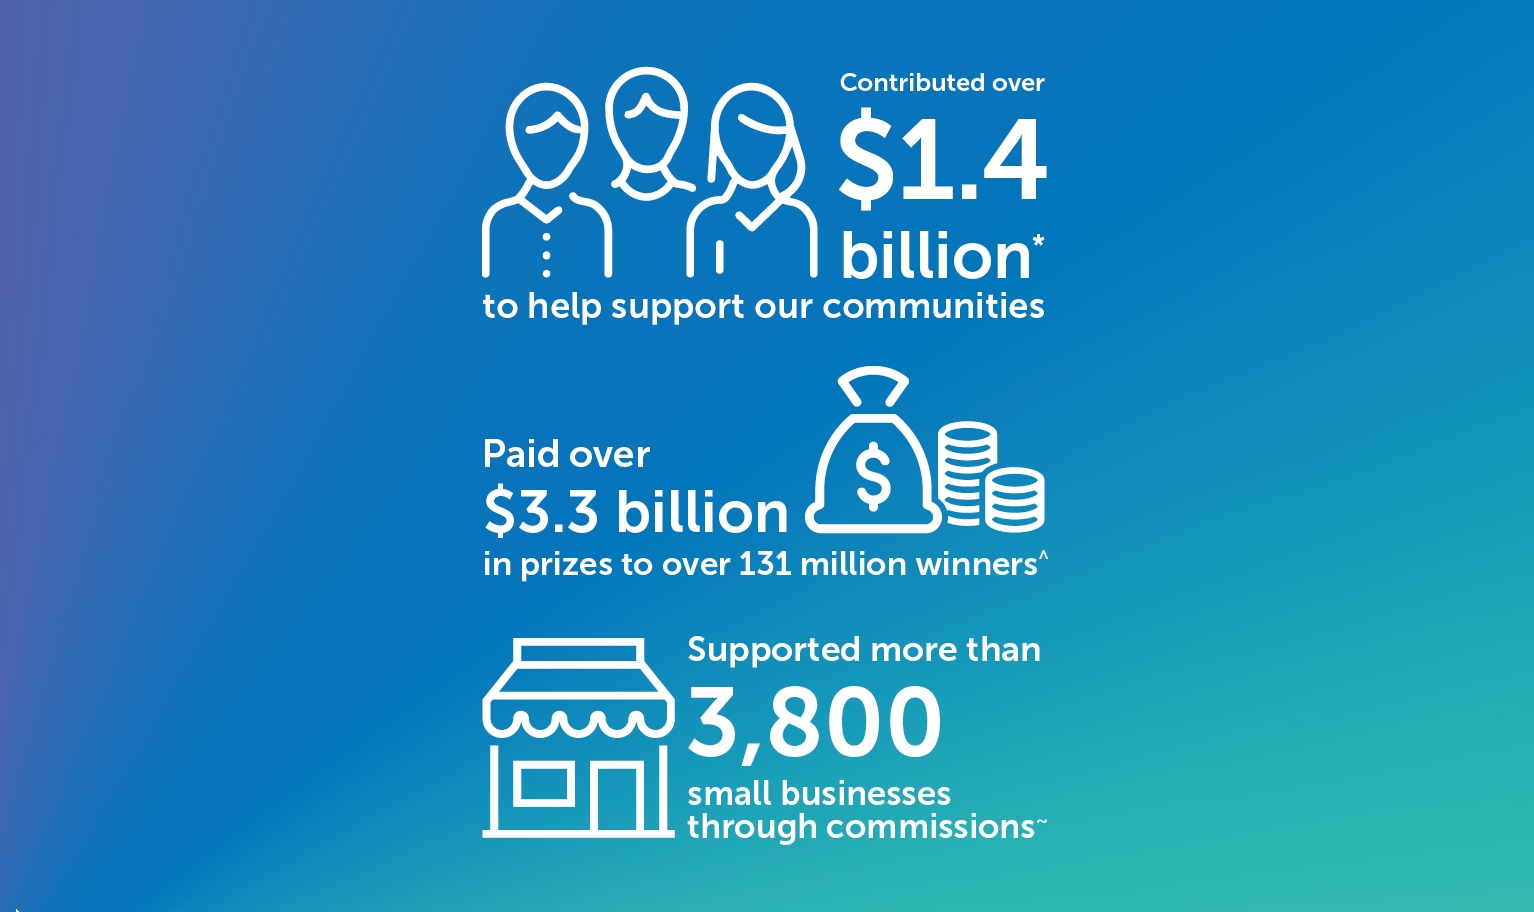 Contributed over
$1.4
billion*
to help support our communities
Paid over
$3.3 billion
in prizes to over 131 million winners^
$
Supported more than
3,800
small businesses
through commissions~